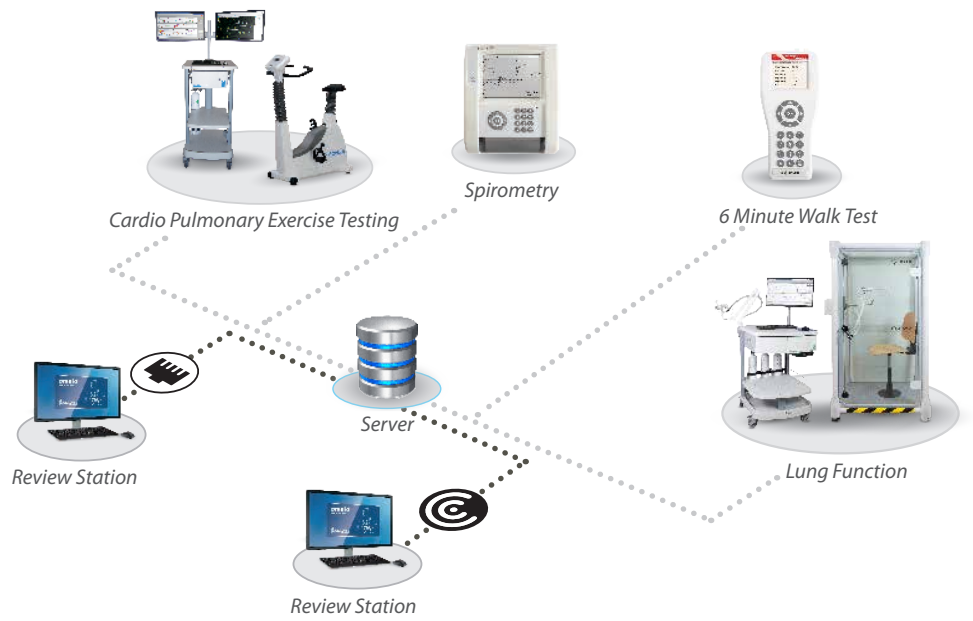 Cardio Pulmonary Exercise Testing
Spirometry
6 Minute Walk Test
Server
Review Station
Lung Function
Review Station